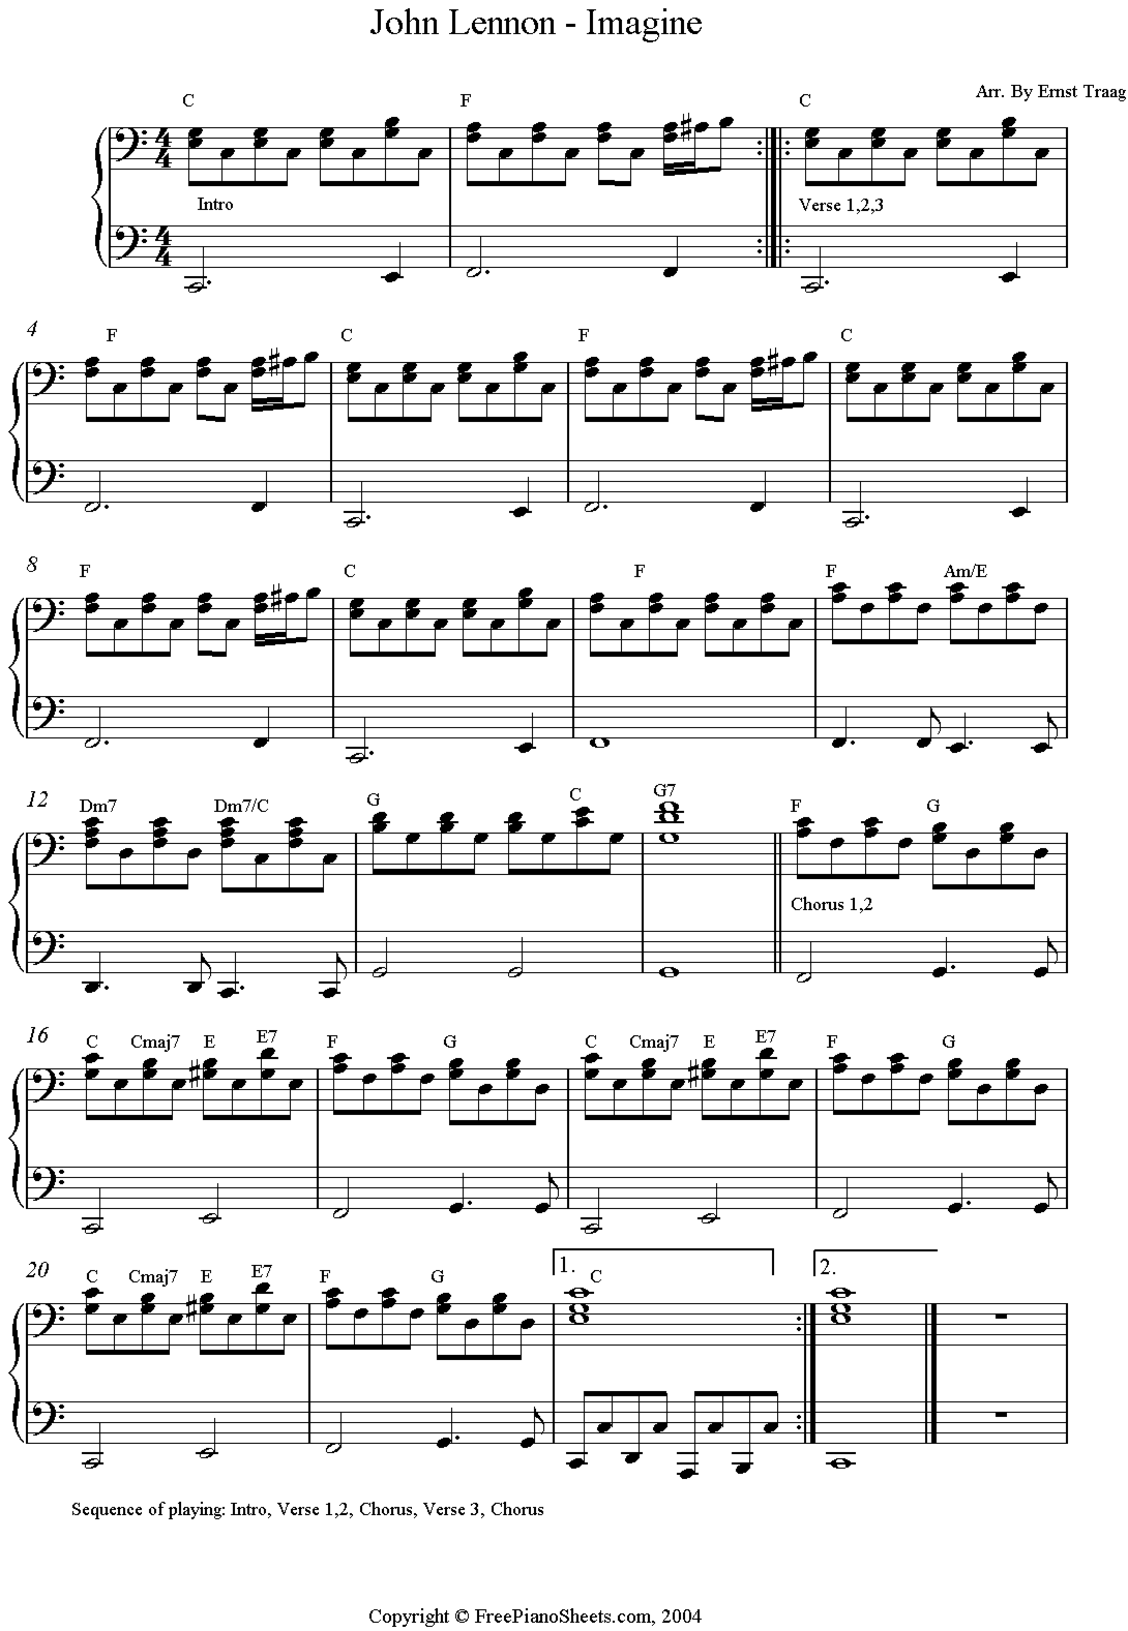 John Lennon - Imagine
Arr. By Ernst Traag
C F C
4 4
Intro
Verse 1,2,3
4 4
4 F C F C
8 F C F F Am/E
12 Dm7 Dm7/C G C G7 F G
Chorus 1,2
16 C Cmaj7 E E7 F G C Cmaj7 E E7 F G
20 C Cmaj7 E E7 F G 1. C 2.
Sequence of playing: Intro, Verse 1,2, Chorus, Verse 3, Chorus
Copyright © FreePianoSheets.com, 2004